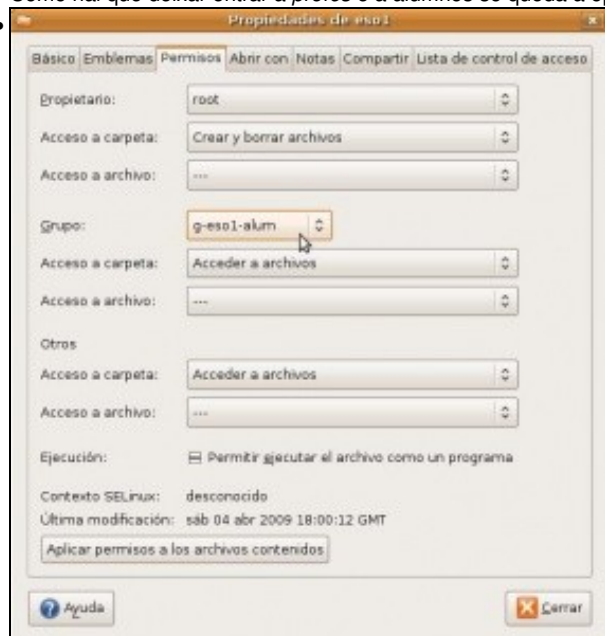 Como hai que deixar entrar a profes e a alumnos se queda a
Propiedades de eso1
Básico Emblemas Permisos Abrir con Notas Compartir Lista de control de acceso
Propietario: root
Acceso a carpeta: Crear y borrar archivos
Acceso a archivo: ---
Grupo: g-eso1-alum
Acceso a carpeta: Acceder a archivos
Acceso a archivo: ---
Otros
Acceso a carpeta: Acceder a archivos
Acceso a archivo: ---
Ejecución: Permitir ejecutar el archivo como un programa
Contexto SELinux: desconocido
Última modificación: sáb 04 abr 2009 18:00:12 GMT
Aplicar permisos a los archivos contenidos
Ayuda Cerrar